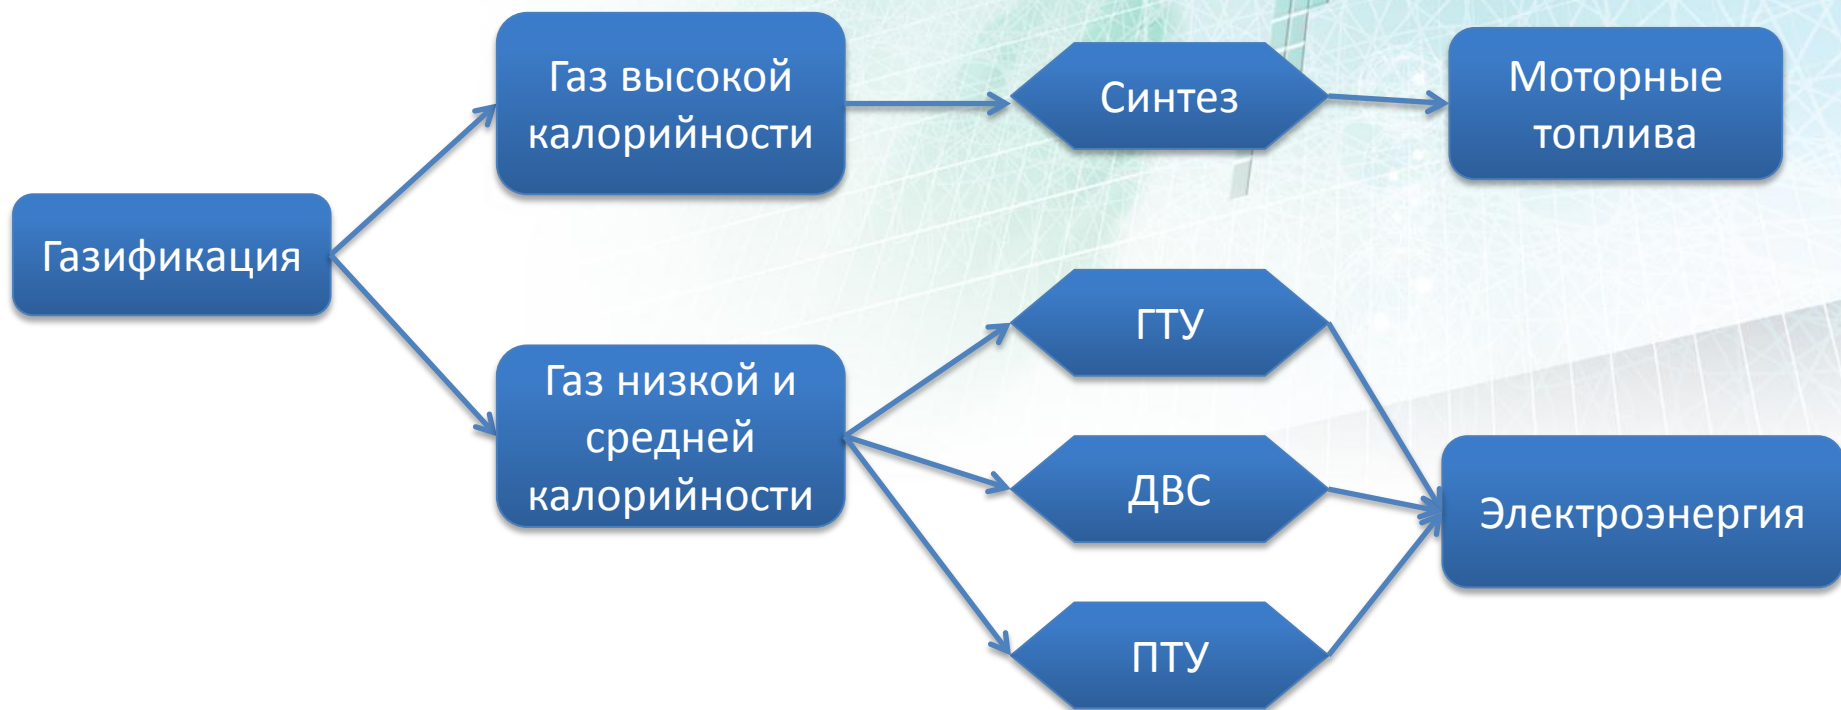 Газификация
Газ высокой
калорийности
Синтез
Моторные
топлива
Газ низкой и
средней
калорийности
ГТУ
ДВС
ПТУ
Электроэнергия